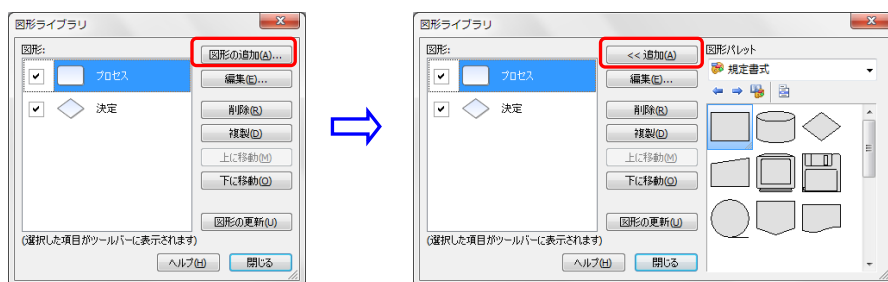 図形ライブラリ
図形:
プロセス
決定
図形の追加(A)...
編集(E)...
削除(R)
複製(D)
上に移動(M)
下に移動(O)
図形の更新(U)
(選択した項目がツールバーに表示されます)
ヘルプ(H)
閉じる
図形ライブラリ
図形:
プロセス
決定
<< 追加(A)
編集(E)...
削除(R)
複製(D)
上に移動(M)
下に移動(O)
図形の更新(U)
(選択した項目がツールバーに表示されます)
ヘルプ(H)
閉じる
図形パレット
規定書式